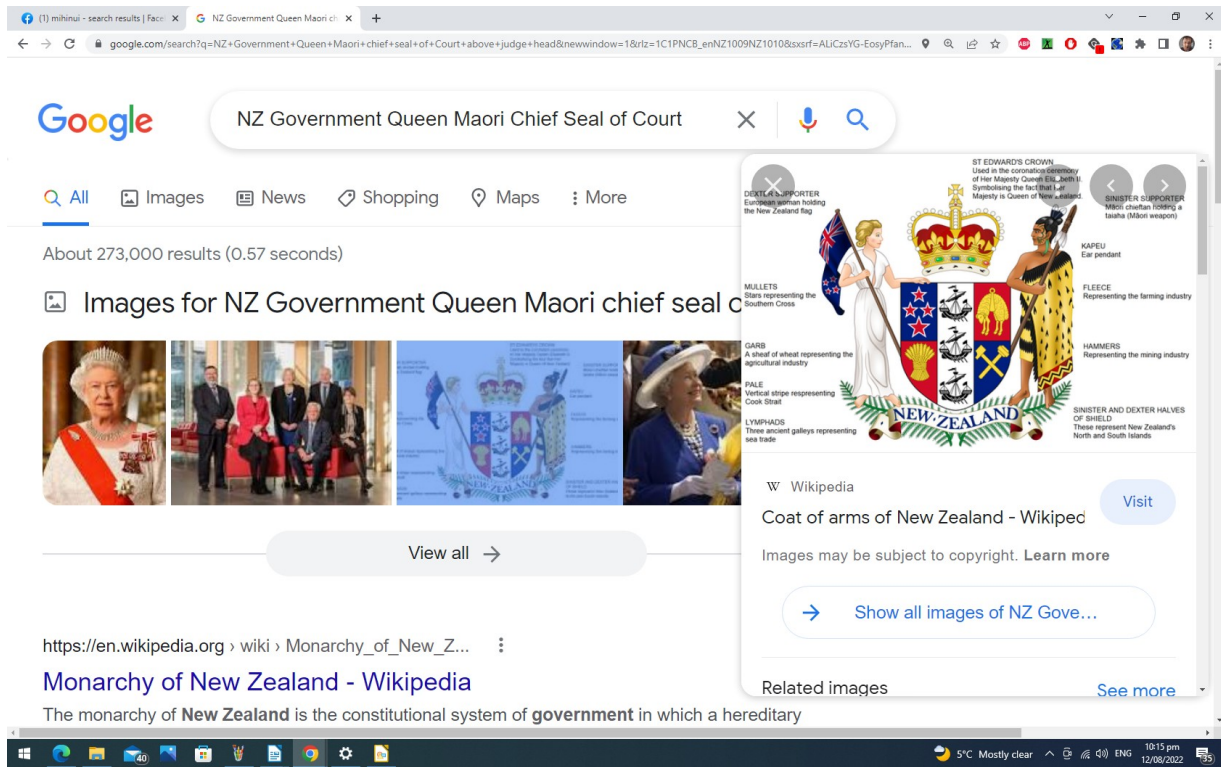 (1) mihinui - search results | Face
NZ Government Queen Maori ch
google.com/search?q=NZ+Government+Queen+Maori+Chief+seal+of+Court+above+judge+head&newwindow=1&rlz=1C1PNCB_enNZ1009NZ1010&sxsrf=ALiCzsYG-EosyPfan...
ABP
Google
NZ Government Queen Maori Chief Seal of Court
All
Images
News
Shopping
Maps
More
About 273,000 results (0.57 seconds)
Images for NZ Government Queen Maori chief seal o
View all
https://en.wikipedia.org › wiki › Monarchy_of_New_Z...
Monarchy of New Zealand - Wikipedia
The monarchy of New Zealand is the constitutional system of government in which a hereditary
ST EDWARD'S CROWN
Used in the coronation ceremony
of Her Majesty Queen Elizabeth II.
Symbolising the fact that Her
Majesty is Queen of New Zealand.
DEXTER SUPPORTER
European woman holding
the New Zealand flag
SINISTER SUPPORTER
Māori chieftan holding a
taiaha (Māori weapon)
KAPEU
Ear pendant
MULLETS
Stars representing the
Southern Cross
FLEECE
Representing the farming industry
GARB
A sheaf of wheat representing the
agricultural industry
HAMMERS
Representing the mining industry
PALE
Vertical stripe respresenting
Cook Strait
LYMPHADS
Three ancient galleys representing
sea trade
NEW ZEALAND
SINISTER AND DEXTER HALVES
OF SHIELD
These represent New Zealand's
North and South Islands
W Wikipedia
Visit
Coat of arms of New Zealand - Wikiped
Images may be subject to copyright. Learn more
Show all images of NZ Gove...
Related images
See more
40
5°C Mostly clear
ENG
10:15 pm
12/08/2022
35